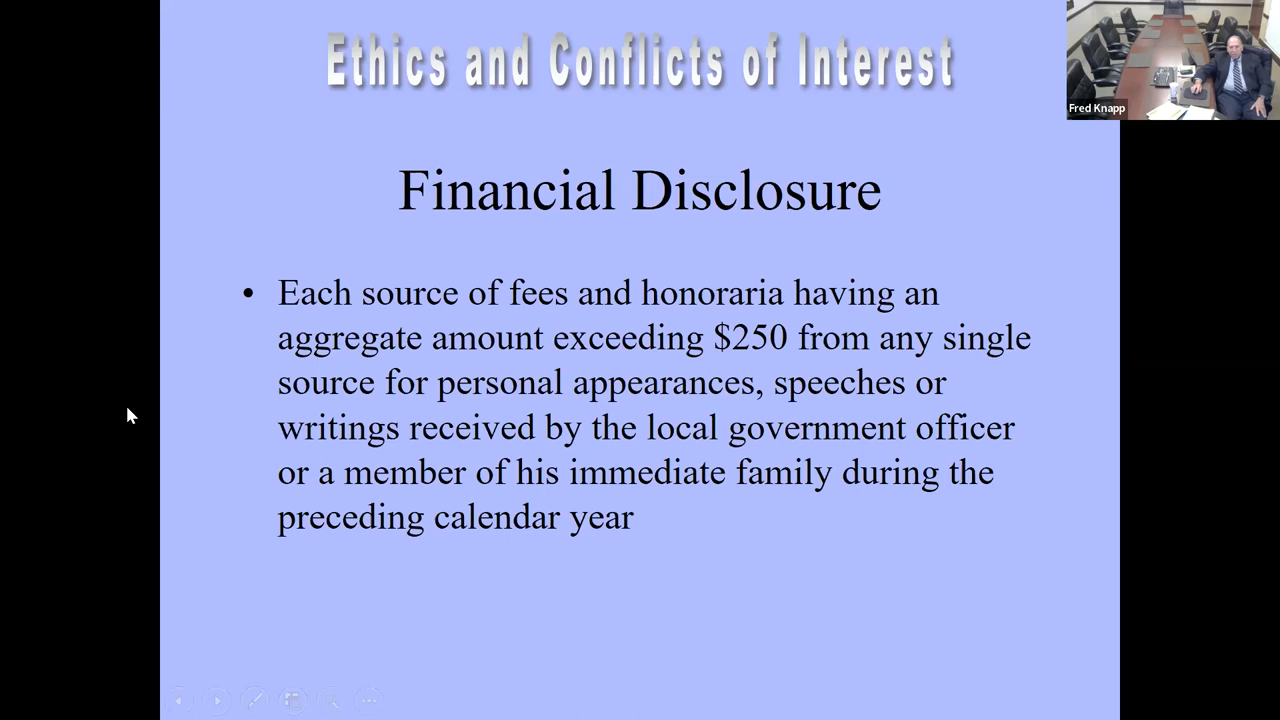 Ethics and Conflicts of Interest
Fred Knapp
Financial Disclosure
• Each source of fees and honoraria having an
aggregate amount exceeding $250 from any single
source for personal appearances, speeches or
writings received by the local government officer
or a member of his immediate family during the
preceding calendar year